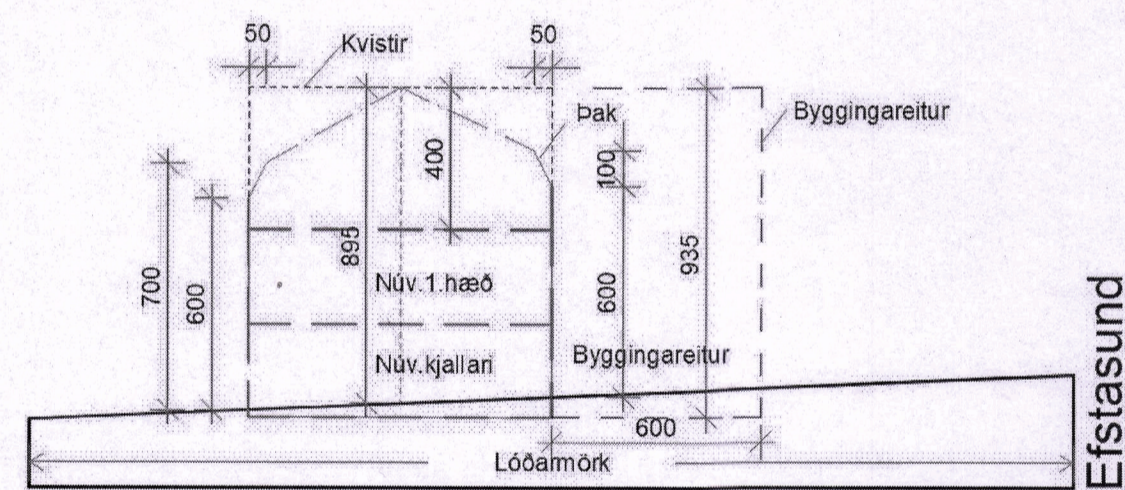 50
50
Kvistir
Þak
Byggingareitur
400
100
700
600
895
600
935
Núv.1.hæð
Núv.kjallari
Byggingareitur
600
Lóðarmörk
Efstasund